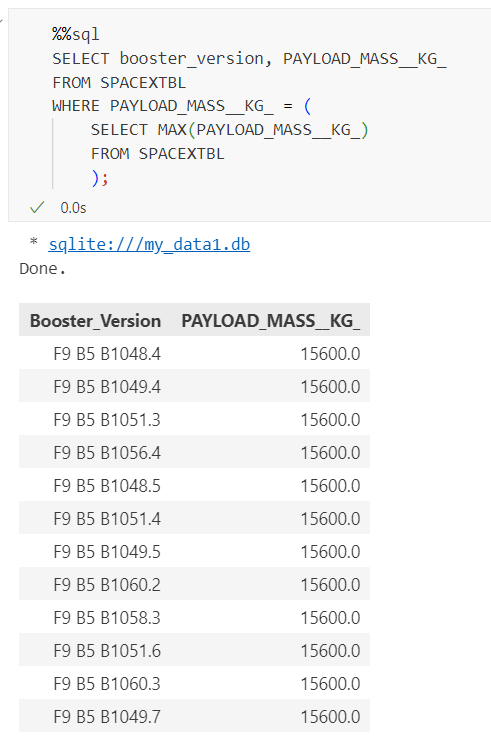 %%sql
SELECT booster_version, PAYLOAD_MASS__KG_
FROM SPACEXTBL
WHERE PAYLOAD_MASS__KG_ = (
SELECT MAX(PAYLOAD_MASS__KG_)
FROM SPACEXTBL
);
0.0s
* sqlite:///my_data1.db
Done.
Booster_Version PAYLOAD_MASS__KG_
F9 B5 B1048.4 15600.0
F9 B5 B1049.4 15600.0
F9 B5 B1051.3 15600.0
F9 B5 B1056.4 15600.0
F9 B5 B1048.5 15600.0
F9 B5 B1051.4 15600.0
F9 B5 B1049.5 15600.0
F9 B5 B1060.2 15600.0
F9 B5 B1058.3 15600.0
F9 B5 B1051.6 15600.0
F9 B5 B1060.3 15600.0
F9 B5 B1049.7 15600.0